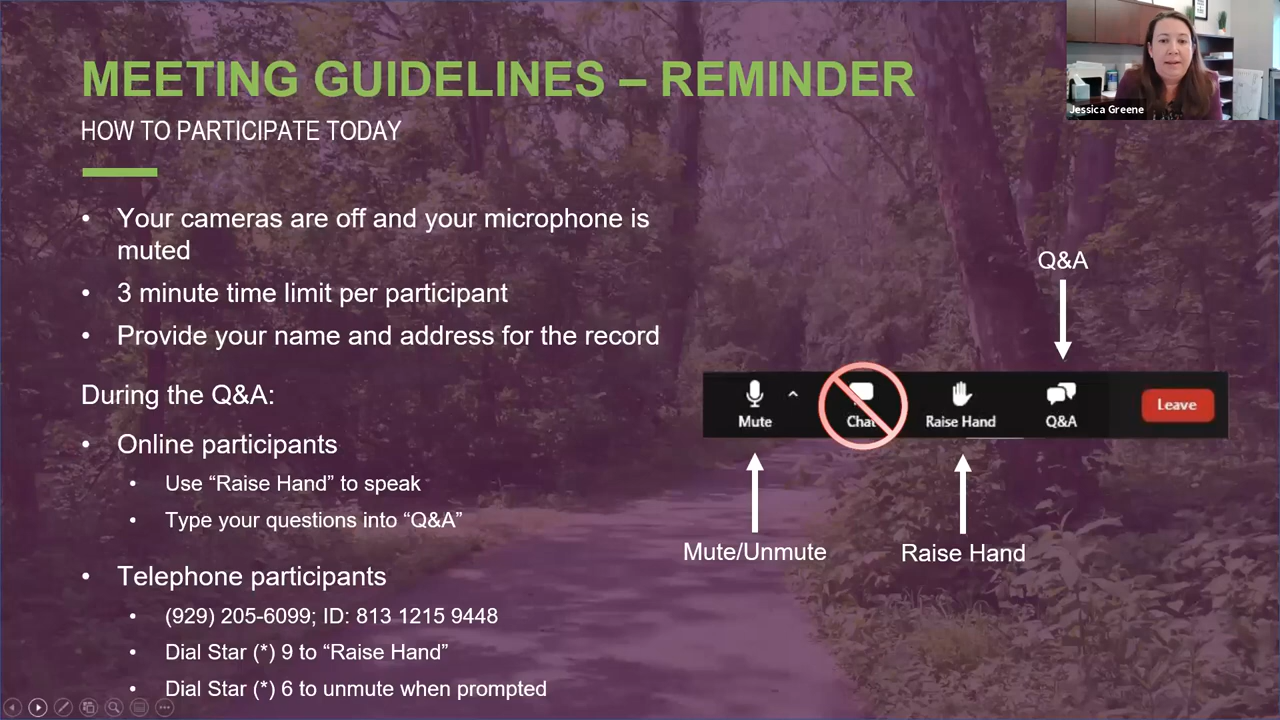 MEETING GUIDELINES – REMINDER
HOW TO PARTICIPATE TODAY
Jessica Greene
• Your cameras are off and your microphone is
muted
• 3 minute time limit per participant
• Provide your name and address for the record
During the Q&A:
• Online participants
• Use “Raise Hand” to speak
• Type your questions into “Q&A”
• Telephone participants
• (929) 205-6099; ID: 813 1215 9448
• Dial Star (*) 9 to “Raise Hand”
• Dial Star (*) 6 to unmute when prompted
Q&A
Mute Chat Raise Hand Q&A Leave
Mute/Unmute Raise Hand